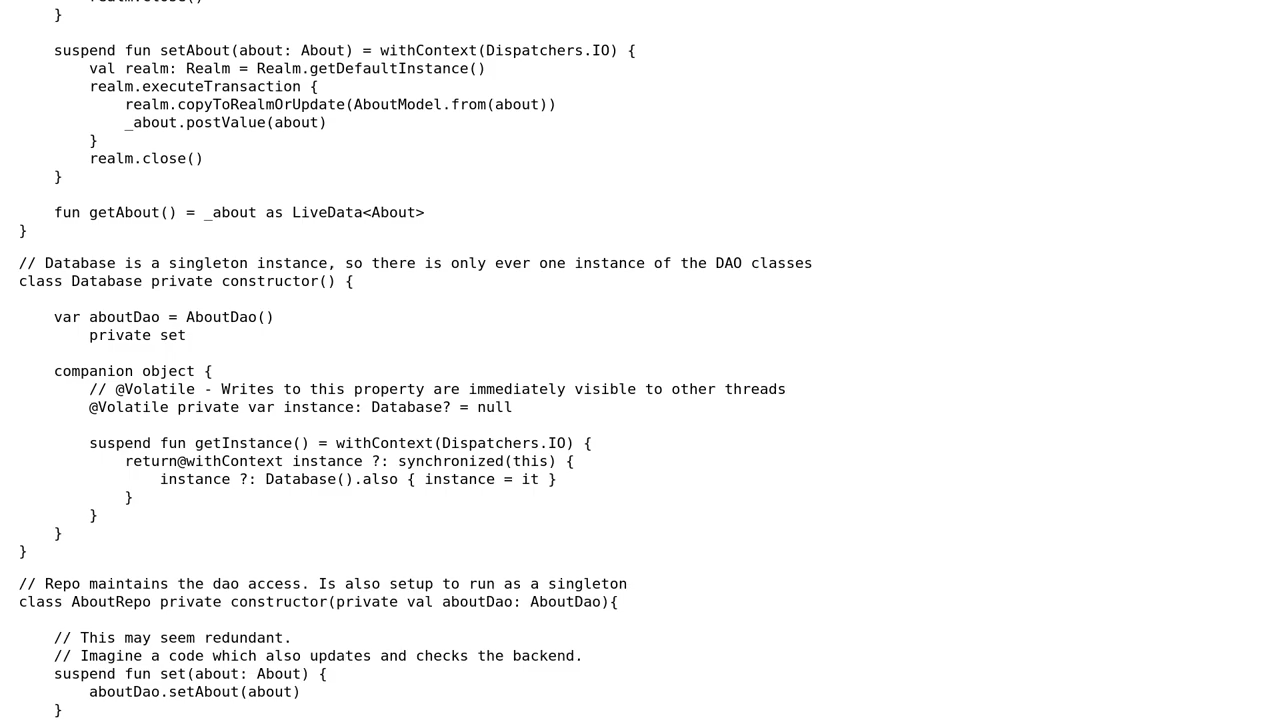 realm.close()
    }

    suspend fun setAbout(about: About) = withContext(Dispatchers.IO) {
        val realm: Realm = Realm.getDefaultInstance()
        realm.executeTransaction {
            realm.copyToRealmOrUpdate(AboutModel.from(about))
            _about.postValue(about)
        }
        realm.close()
    }

    fun getAbout() = _about as LiveData<About>
}

// Database is a singleton instance, so there is only ever one instance of the DAO classes
class Database private constructor() {

    var aboutDao = AboutDao()
        private set

    companion object {
        // @Volatile - Writes to this property are immediately visible to other threads
        @Volatile private var instance: Database? = null

        suspend fun getInstance() = withContext(Dispatchers.IO) {
            return@withContext instance ?: synchronized(this) {
                instance ?: Database().also { instance = it }
            }
        }
    }
}

// Repo maintains the dao access. Is also setup to run as a singleton
class AboutRepo private constructor(private val aboutDao: AboutDao){

    // This may seem redundant.
    // Imagine a code which also updates and checks the backend.
    suspend fun set(about: About) {
        aboutDao.setAbout(about)
    }